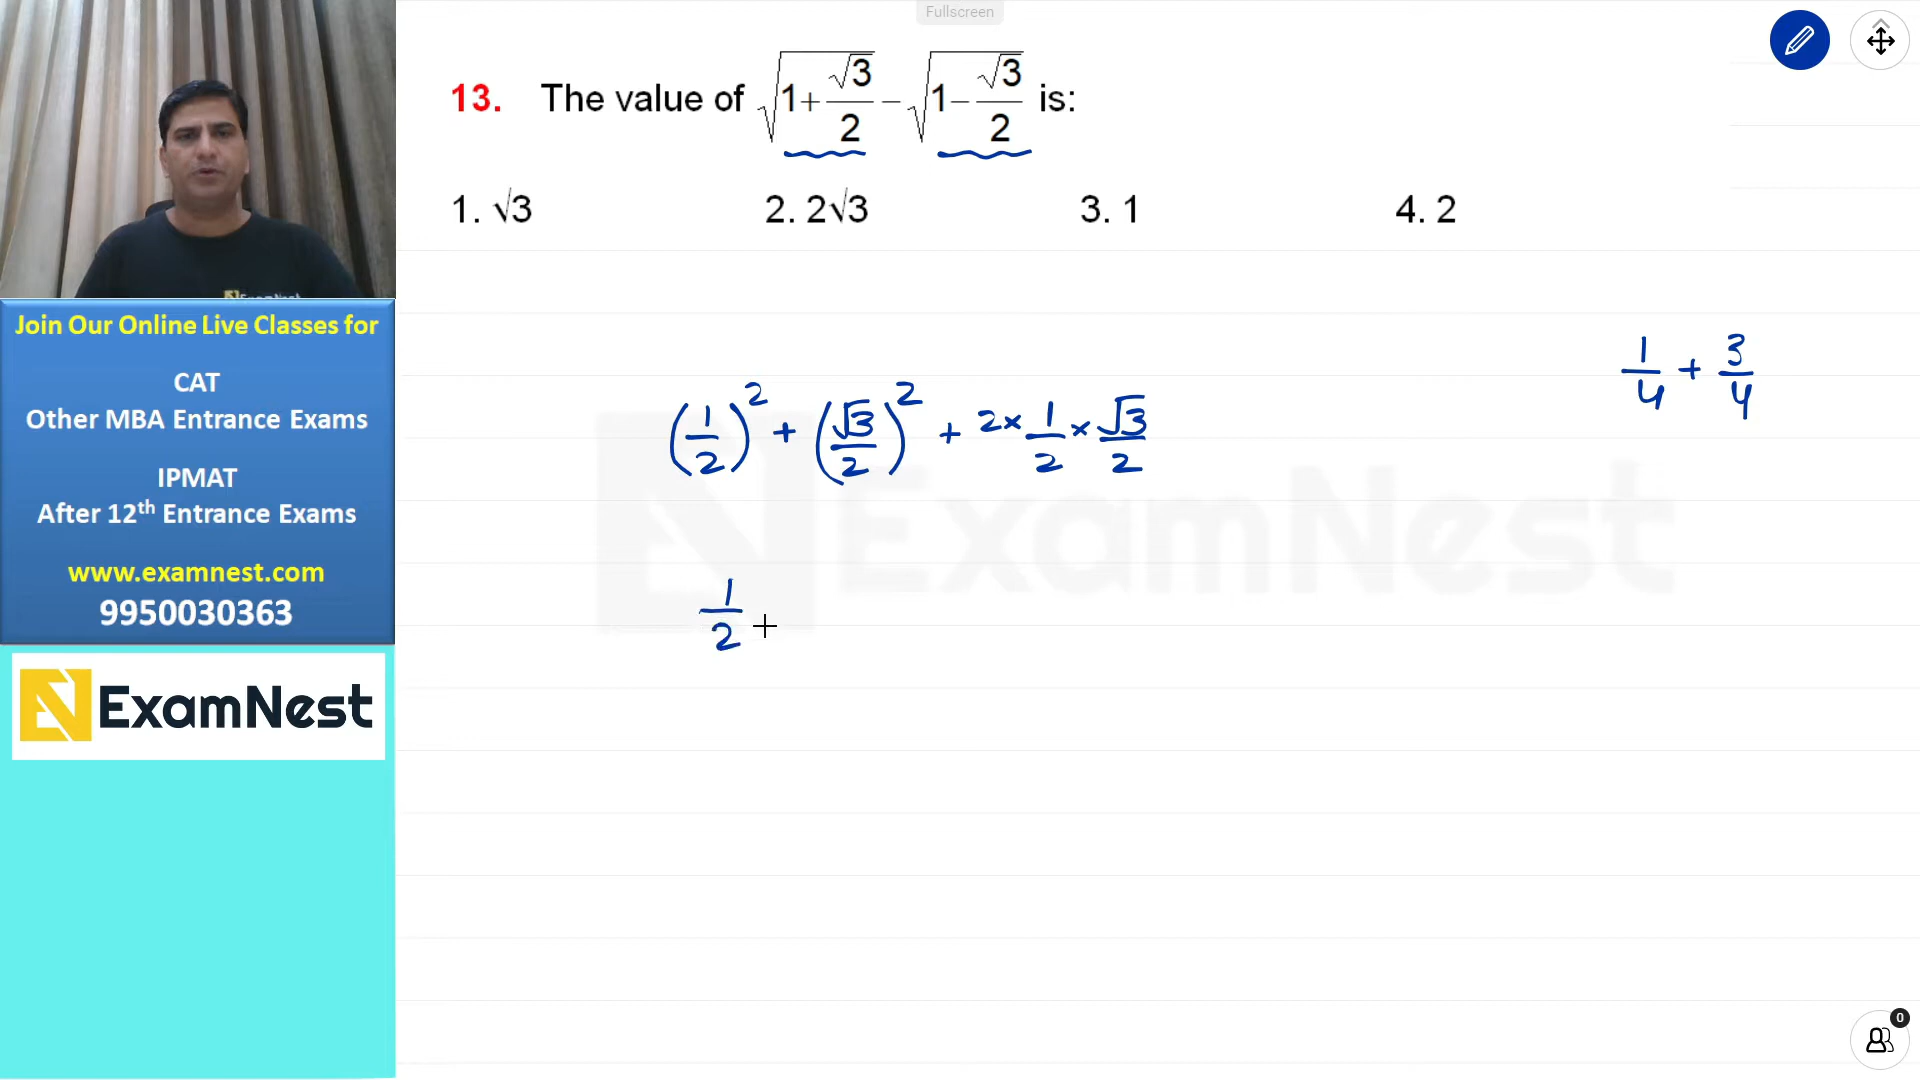 Fullscreen
13. The value of √(1+√3/2) − √(1−√3/2) is:
1. √3 2. 2√3 3. 1 4. 2
1/4 + 3/4
(1/2)² + (√3/2)² + 2 × 1/2 × √3/2
1/2 +
ExamNest
ExamNest
Join Our Online Live Classes for
CAT
Other MBA Entrance Exams
IPMAT
After 12th Entrance Exams
www.examnest.com
9950030363
ExamNest
0